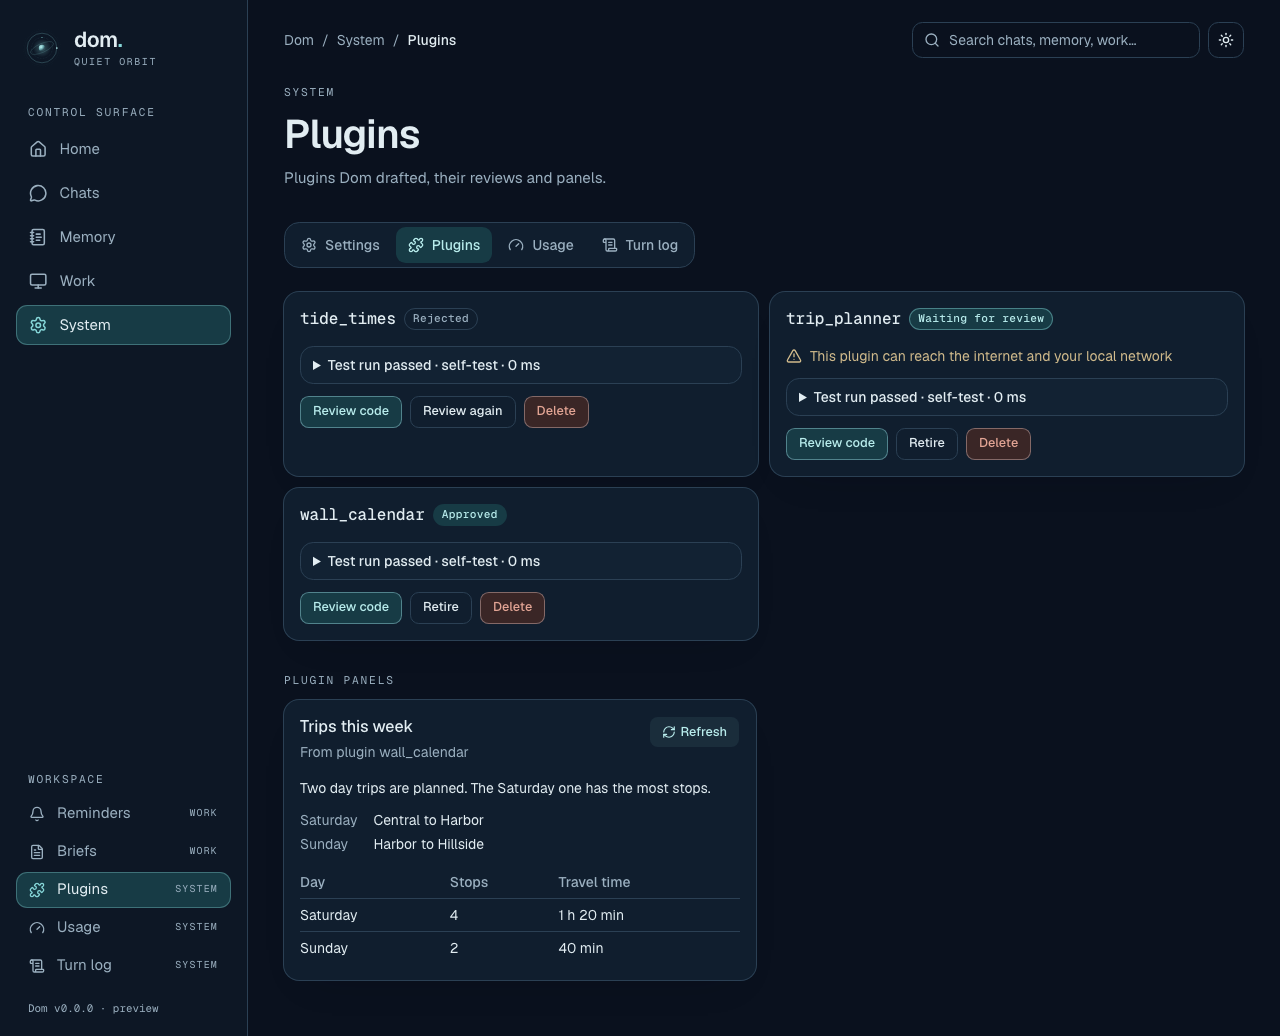 dom.
QUIET ORBIT
CONTROL SURFACE
Home
Chats
Memory
Work
System
WORKSPACE
Reminders WORK
Briefs WORK
Plugins SYSTEM
Usage SYSTEM
Turn log SYSTEM
Dom v0.0.0 · preview
Dom / System / Plugins
Search chats, memory, work…
SYSTEM
Plugins
Plugins Dom drafted, their reviews and panels.
Settings Plugins Usage Turn log
tide_times Rejected
Test run passed · self-test · 0 ms
Review code Review again Delete
trip_planner Waiting for review
This plugin can reach the internet and your local network
Test run passed · self-test · 0 ms
Review code Retire Delete
wall_calendar Approved
Test run passed · self-test · 0 ms
Review code Retire Delete
PLUGIN PANELS
Trips this week
Refresh
From plugin wall_calendar
Two day trips are planned. The Saturday one has the most stops.
Saturday Central to Harbor
Sunday Harbor to Hillside
Day Stops Travel time
Saturday 4 1 h 20 min
Sunday 2 40 min